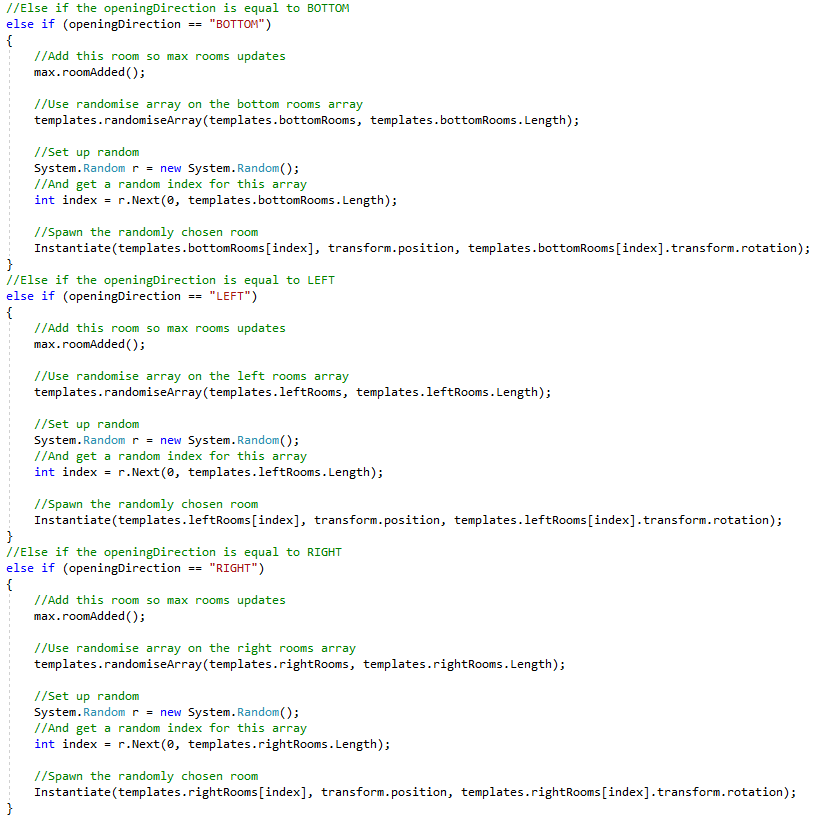 //Else if the openingDirection is equal to BOTTOM
else if (openingDirection == "BOTTOM")
{
    //Add this room so max rooms updates
    max.roomAdded();

    //Use randomise array on the bottom rooms array
    templates.randomiseArray(templates.bottomRooms, templates.bottomRooms.Length);

    //Set up random
    System.Random r = new System.Random();
    //And get a random index for this array
    int index = r.Next(0, templates.bottomRooms.Length);

    //Spawn the randomly chosen room
    Instantiate(templates.bottomRooms[index], transform.position, templates.bottomRooms[index].transform.rotation);
}
//Else if the openingDirection is equal to LEFT
else if (openingDirection == "LEFT")
{
    //Add this room so max rooms updates
    max.roomAdded();

    //Use randomise array on the left rooms array
    templates.randomiseArray(templates.leftRooms, templates.leftRooms.Length);

    //Set up random
    System.Random r = new System.Random();
    //And get a random index for this array
    int index = r.Next(0, templates.leftRooms.Length);

    //Spawn the randomly chosen room
    Instantiate(templates.leftRooms[index], transform.position, templates.leftRooms[index].transform.rotation);
}
//Else if the openingDirection is equal to RIGHT
else if (openingDirection == "RIGHT")
{
    //Add this room so max rooms updates
    max.roomAdded();

    //Use randomise array on the right rooms array
    templates.randomiseArray(templates.rightRooms, templates.rightRooms.Length);

    //Set up random
    System.Random r = new System.Random();
    //And get a random index for this array
    int index = r.Next(0, templates.rightRooms.Length);

    //Spawn the randomly chosen room
    Instantiate(templates.rightRooms[index], transform.position, templates.rightRooms[index].transform.rotation);
}